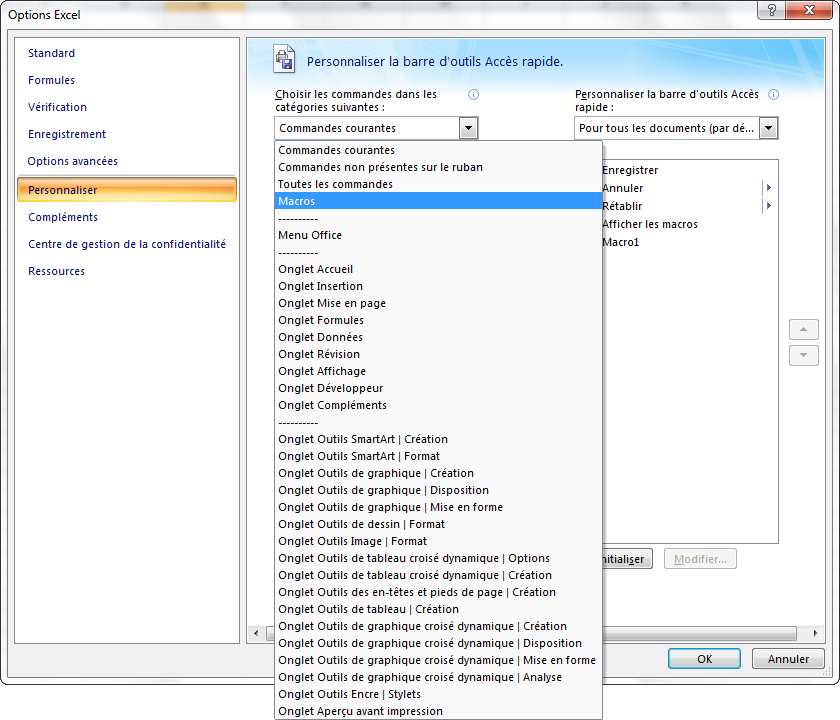 Options Excel
Standard
Formules
Vérification
Enregistrement
Options avancées
Personnaliser
Compléments
Centre de gestion de la confidentialité
Ressources
Personnaliser la barre d'outils Accès rapide.
Choisir les commandes dans les
catégories suivantes :
Commandes courantes
Commandes courantes
Commandes non présentes sur le ruban
Toutes les commandes
Macros
----------
Menu Office
----------
Onglet Accueil
Onglet Insertion
Onglet Mise en page
Onglet Formules
Onglet Données
Onglet Révision
Onglet Affichage
Onglet Développeur
Onglet Compléments
----------
Onglet Outils SmartArt | Création
Onglet Outils SmartArt | Format
Onglet Outils de graphique | Création
Onglet Outils de graphique | Disposition
Onglet Outils de graphique | Mise en forme
Onglet Outils de dessin | Format
Onglet Outils Image | Format
Onglet Outils de tableau croisé dynamique | Options
Onglet Outils de tableau croisé dynamique | Création
Onglet Outils des en-têtes et pieds de page | Création
Onglet Outils de tableau | Création
Onglet Outils de graphique croisé dynamique | Création
Onglet Outils de graphique croisé dynamique | Disposition
Onglet Outils de graphique croisé dynamique | Mise en forme
Onglet Outils de graphique croisé dynamique | Analyse
Onglet Outils Encre | Stylets
Onglet Aperçu avant impression
Personnaliser la barre d'outils Accès
rapide :
Pour tous les documents (par dé...
Enregistrer
Annuler
Rétablir
Afficher les macros
Macro1
nitialiser
Modifier...
OK
Annuler